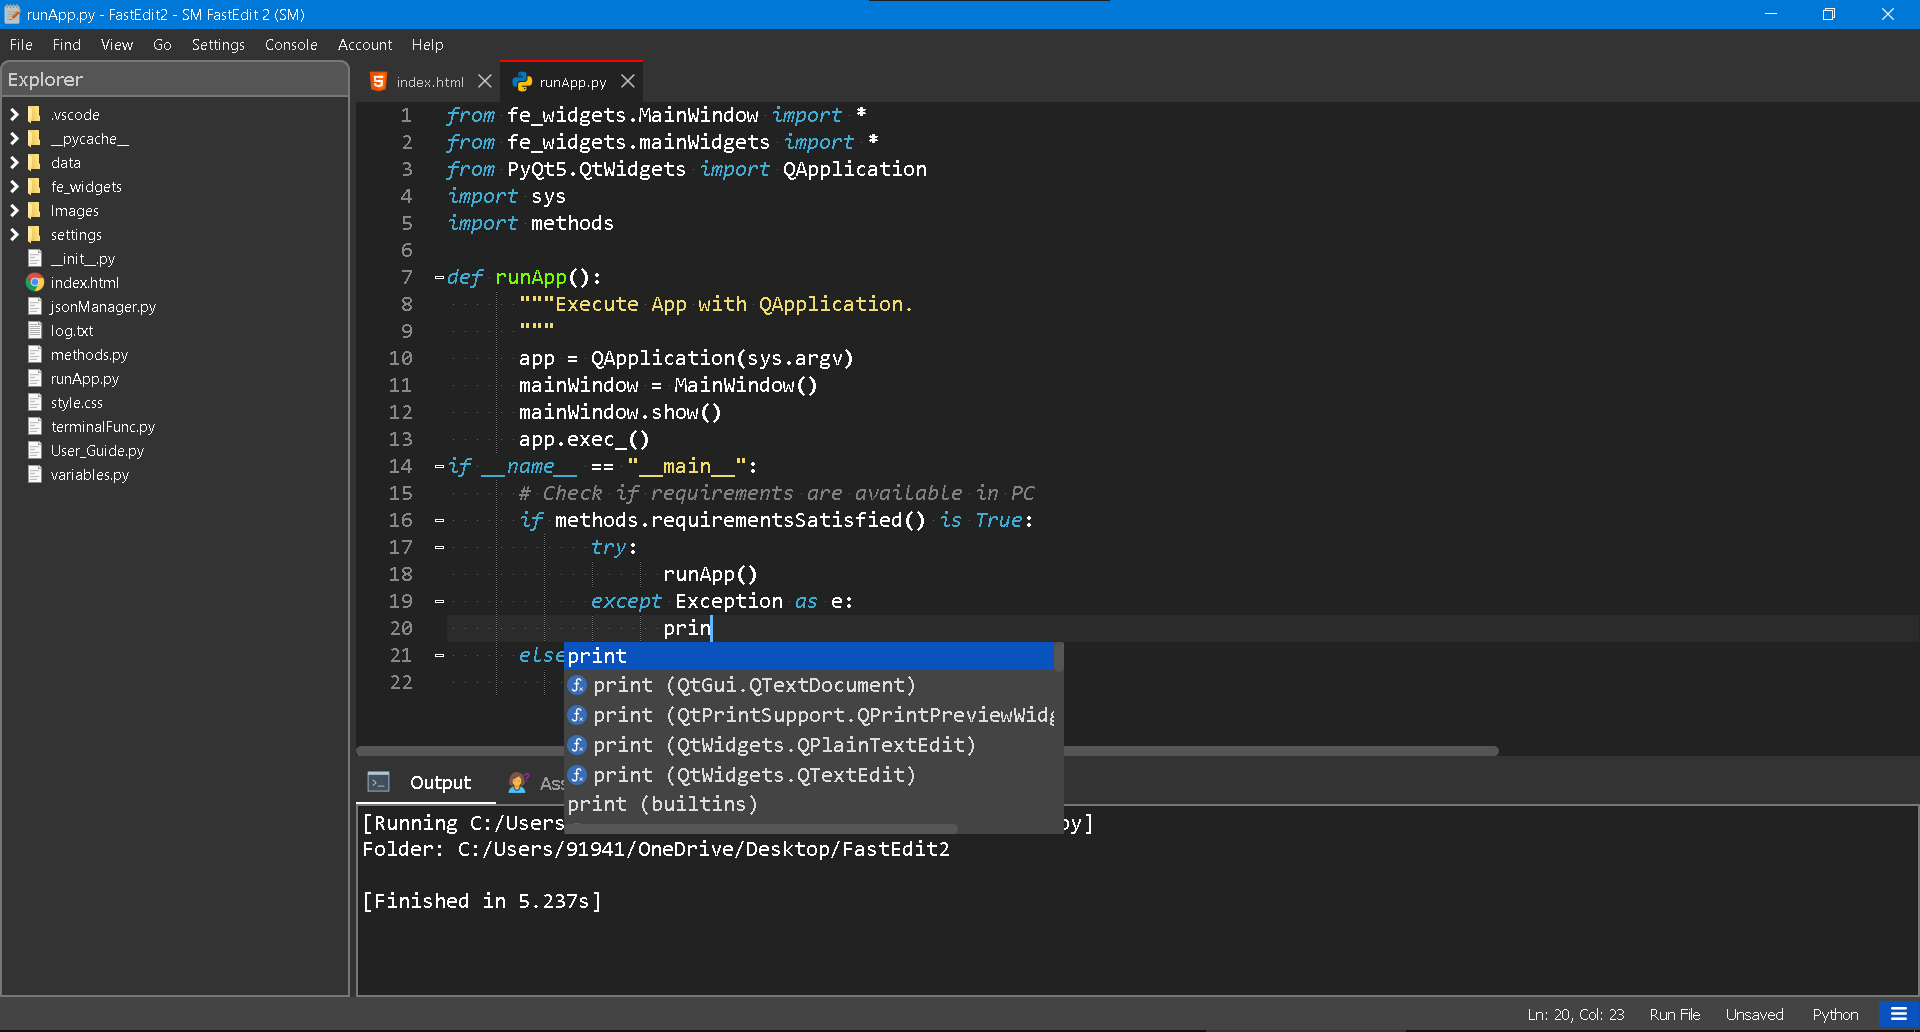 runApp.py - FastEdit2 - SM FastEdit 2 (SM)
File Find View Go Settings Console Account Help
Explorer
.vscode
__pycache__
data
fe_widgets
Images
settings
__init__.py
index.html
jsonManager.py
log.txt
methods.py
runApp.py
style.css
terminalFunc.py
User_Guide.py
variables.py
index.html runApp.py
1 from fe_widgets.MainWindow import *
2 from fe_widgets.mainWidgets import *
3 from PyQt5.QtWidgets import QApplication
4 import sys
5 import methods
6
7 def runApp():
8 """Execute App with QApplication.
9 """
10 app = QApplication(sys.argv)
11 mainWindow = MainWindow()
12 mainWindow.show()
13 app.exec_()
14 if __name__ == "__main__":
15 # Check if requirements are available in PC
16 if methods.requirementsSatisfied() is True:
17 try:
18 runApp()
19 except Exception as e:
20 prin
21 else
22
print
print (QtGui.QTextDocument)
print (QtPrintSupport.QPrintPreviewWidg
print (QtWidgets.QPlainTextEdit)
print (QtWidgets.QTextEdit)
print (builtins)
Output Ass
[Running C:/Users py]
Folder: C:/Users/91941/OneDrive/Desktop/FastEdit2
[Finished in 5.237s]
Ln: 20, Col: 23 Run File Unsaved Python